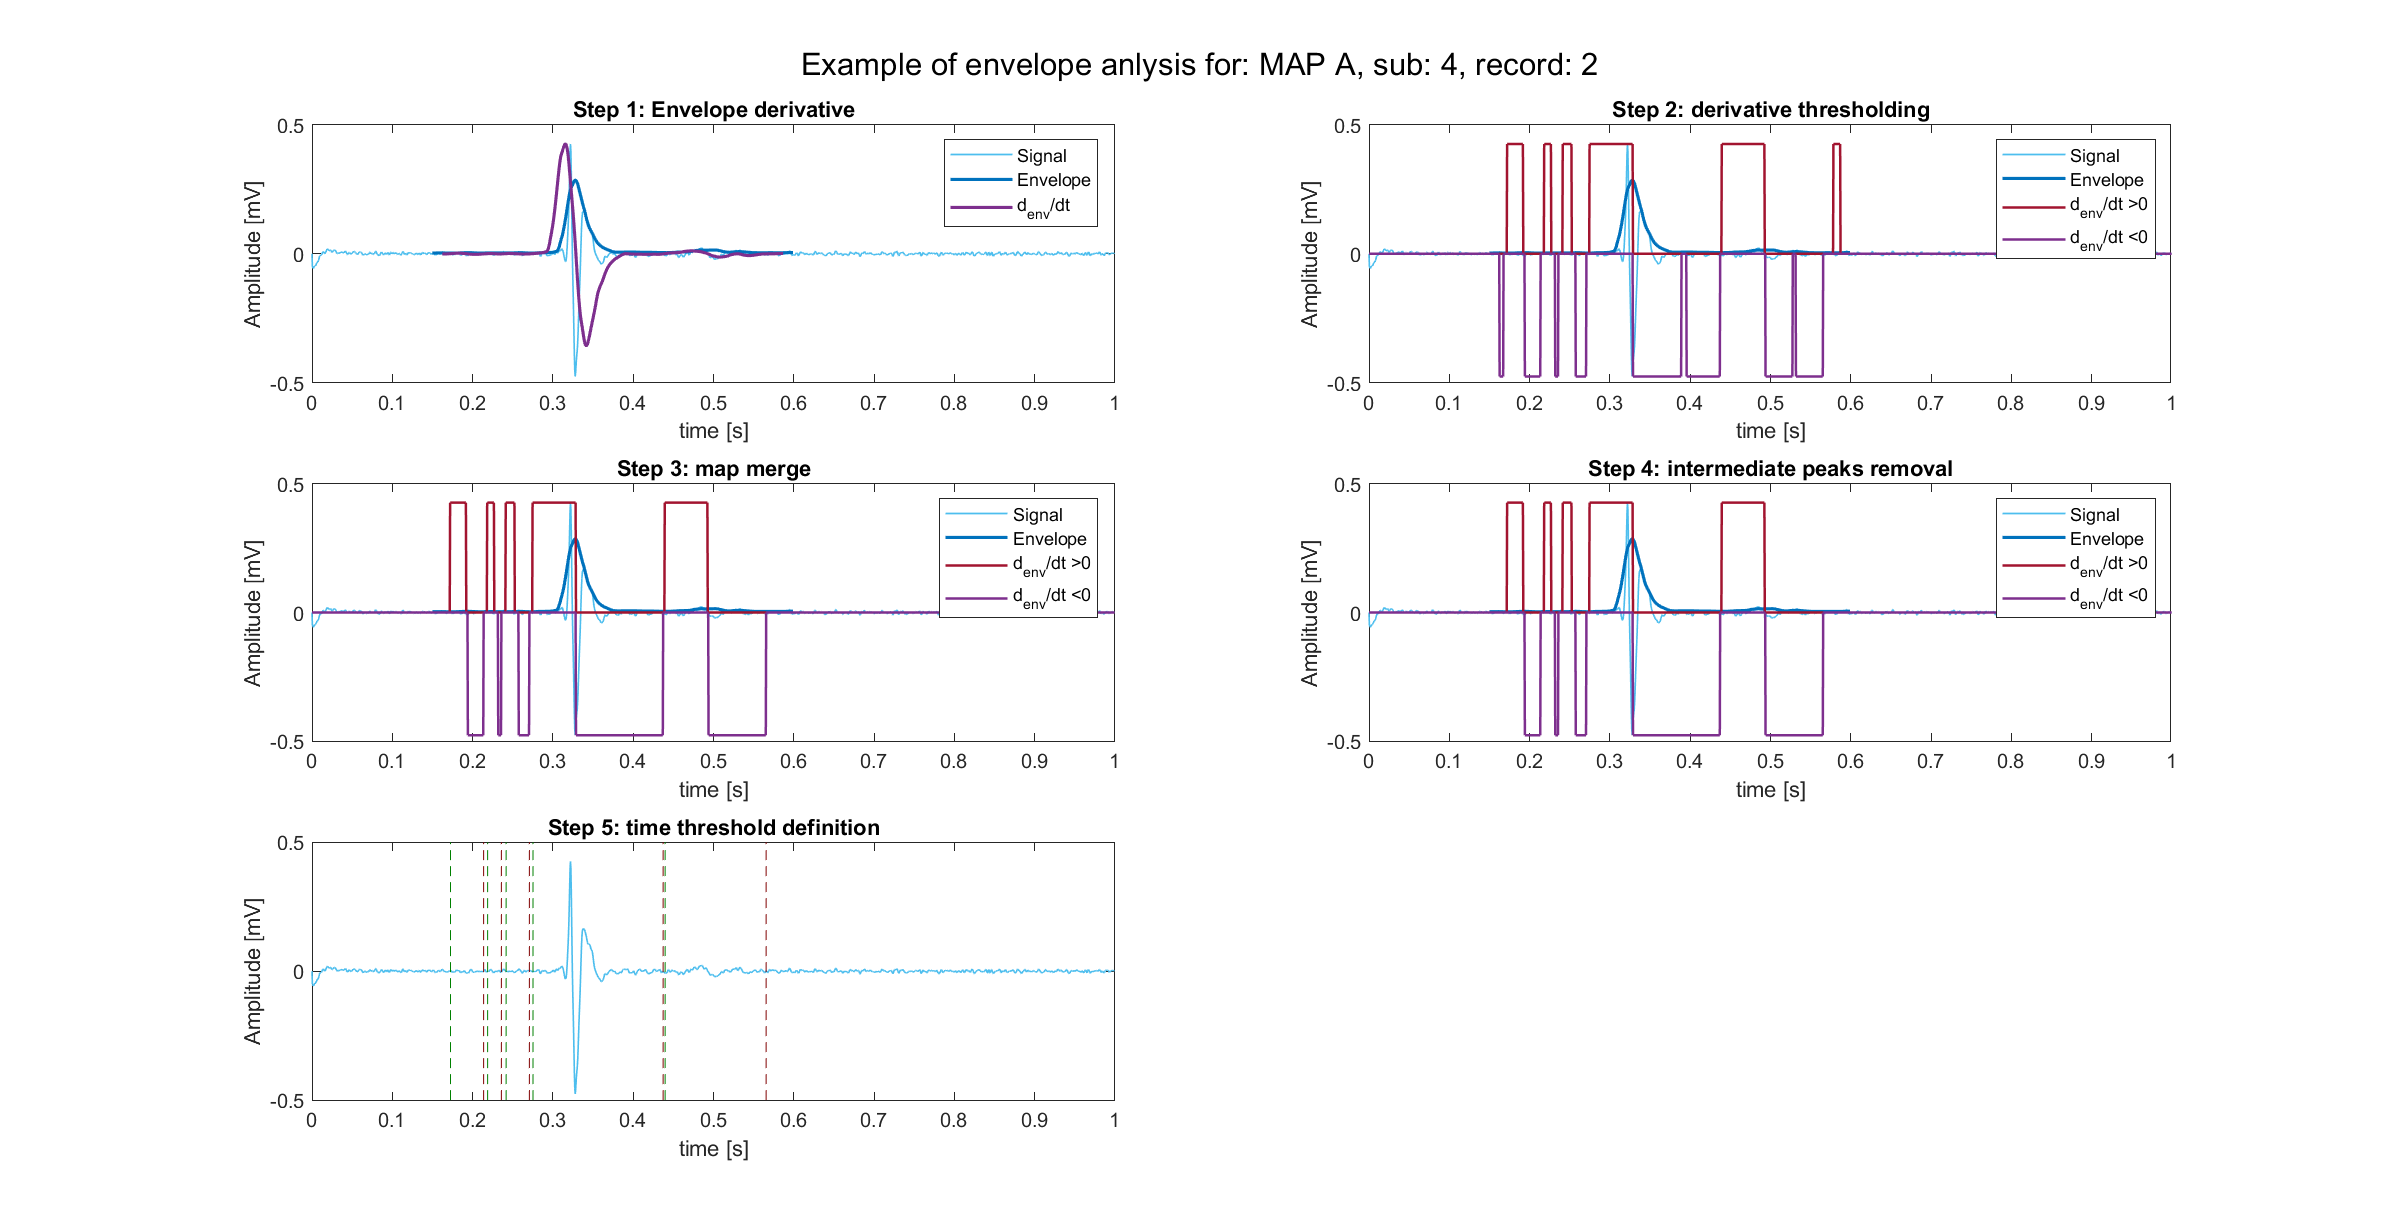 Example of envelope anlysis for: MAP A, sub: 4, record: 2
Step 1: Envelope derivative
0.5
0
-0.5
Amplitude [mV]
0 0.1 0.2 0.3 0.4 0.5 0.6 0.7 0.8 0.9 1
time [s]
Signal
Envelope
d_env/dt
Step 2: derivative thresholding
0.5
0
-0.5
Amplitude [mV]
0 0.1 0.2 0.3 0.4 0.5 0.6 0.7 0.8 0.9 1
time [s]
Signal
Envelope
d_env/dt >0
d_env/dt <0
Step 3: map merge
0.5
0
-0.5
Amplitude [mV]
0 0.1 0.2 0.3 0.4 0.5 0.6 0.7 0.8 0.9 1
time [s]
Signal
Envelope
d_env/dt >0
d_env/dt <0
Step 4: intermediate peaks removal
0.5
0
-0.5
Amplitude [mV]
0 0.1 0.2 0.3 0.4 0.5 0.6 0.7 0.8 0.9 1
time [s]
Signal
Envelope
d_env/dt >0
d_env/dt <0
Step 5: time threshold definition
0.5
0
-0.5
Amplitude [mV]
0 0.1 0.2 0.3 0.4 0.5 0.6 0.7 0.8 0.9 1
time [s]